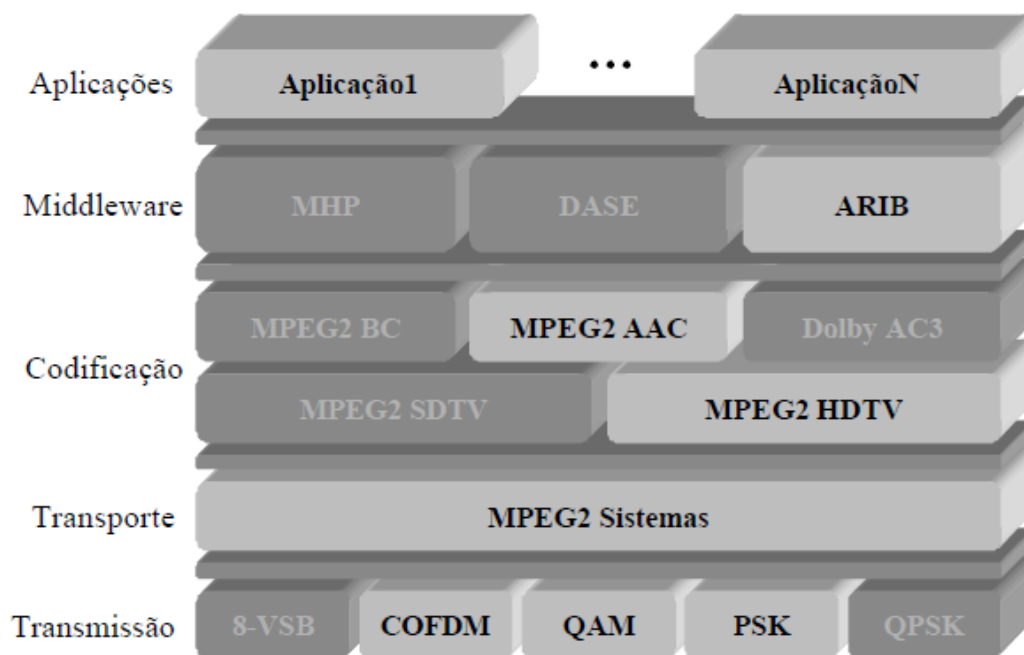 Aplicações Aplicação1 ... AplicaçãoN
Middleware MHP DASE ARIB
MPEG2 BC MPEG2 AAC Dolby AC3
Codificação
MPEG2 SDTV MPEG2 HDTV
Transporte MPEG2 Sistemas
Transmissão 8-VSB COFDM QAM PSK QPSK